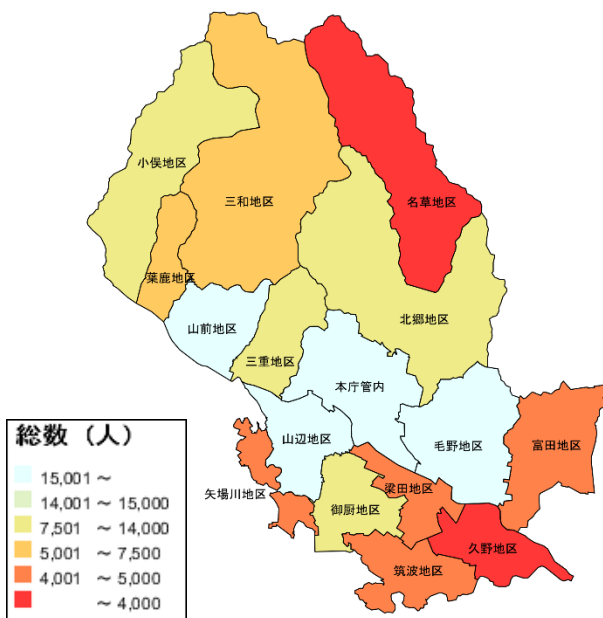 小俣地区
三和地区
名草地区
葉鹿地区
山前地区
北郷地区
三重地区
本庁管内
山辺地区
毛野地区
富田地区
矢場川地区
梁田地区
御厨地区
久野地区
筑波地区
総数（人）
15,001 ～
14,001 ～ 15,000
7,501 ～ 14,000
5,001 ～ 7,500
4,001 ～ 5,000
～ 4,000